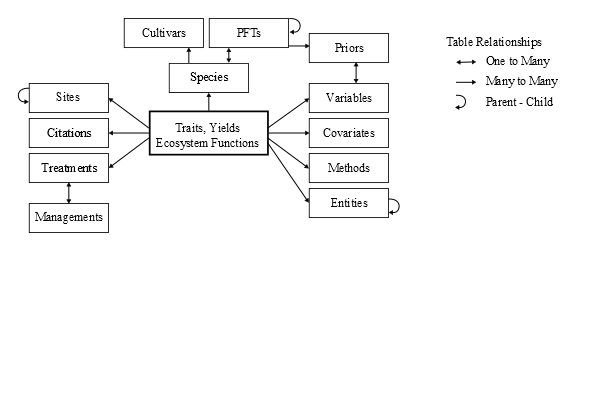 Cultivars
PFTs
Priors
Species
Table Relationships
One to Many
Many to Many
Parent - Child
Sites
Variables
Traits, Yields
Ecosystem Functions
Citations
Covariates
Treatments
Methods
Managements
Entities